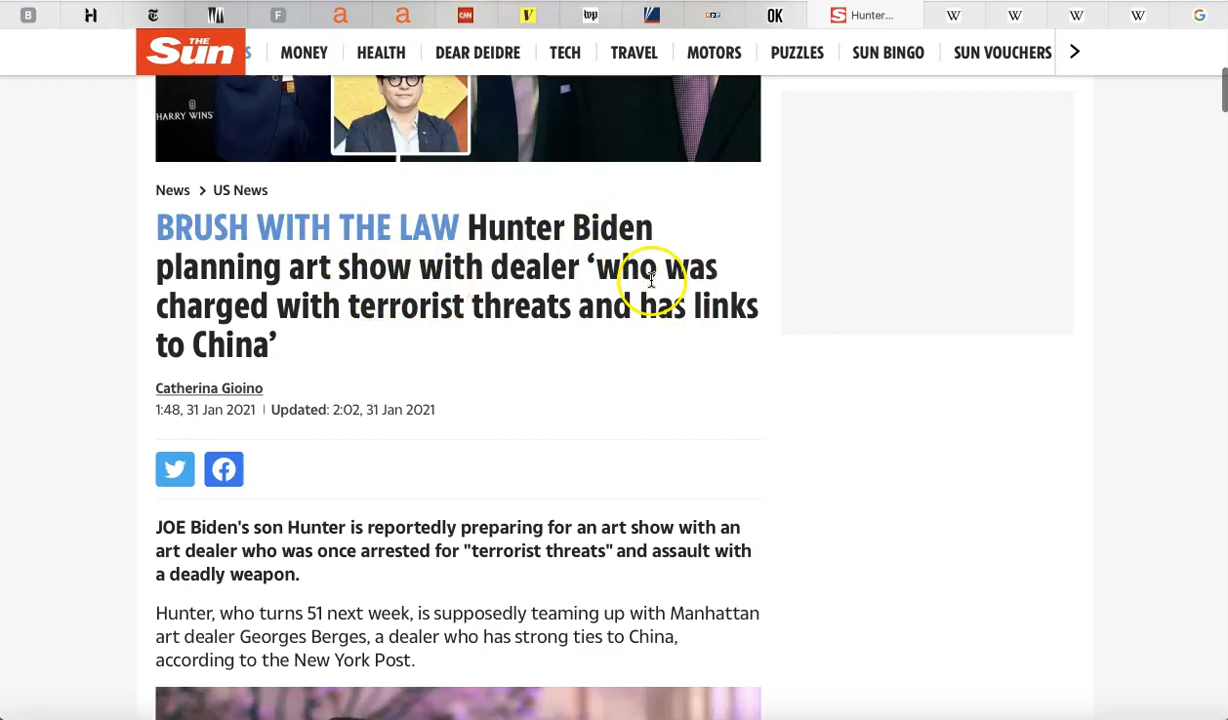 B H T W F a a CNN V wp npr OK S Hunter... W W W W G
THE
Sun
S MONEY HEALTH DEAR DEIDRE TECH TRAVEL MOTORS PUZZLES SUN BINGO SUN VOUCHERS >
HARRY WINS
News > US News
BRUSH WITH THE LAW Hunter Biden
planning art show with dealer ‘who was
charged with terrorist threats and has links
to China’
Catherina Gioino
1:48, 31 Jan 2021 | Updated: 2:02, 31 Jan 2021
JOE Biden's son Hunter is reportedly preparing for an art show with an
art dealer who was once arrested for "terrorist threats" and assault with
a deadly weapon.
Hunter, who turns 51 next week, is supposedly teaming up with Manhattan
art dealer Georges Berges, a dealer who has strong ties to China,
according to the New York Post.